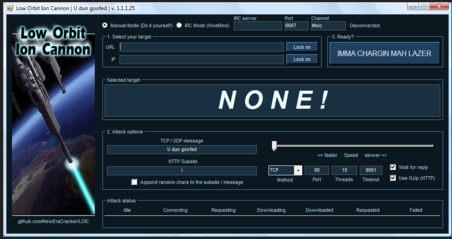 Low Orbit Ion Cannon | U dun goofed | v. 1.1.1.25
Low Orbit
Ion Cannon
Manual Mode (Do it yourself)
IRC Mode (HiveMind)
IRC server
Port
Channel
6667
#loic
Disconnected.
1. Select your target
URL
Lock on
IP
Lock on
3. Ready?
IMMA CHARGIN MAH LAZER
Selected target
NONE!
2. Attack options
TCP / UDP message
U dun goofed
HTTP Subsite
/
Append random chars to the subsite / message
<= faster Speed slower =>
TCP
80
10
9001
Method
Port
Threads
Timeout
Wait for reply
Use Gzip (HTTP)
Attack status
Idle
Connecting
Requesting
Downloading
Downloaded
Requested
Failed
github.com/NewEraCracker/LOIC